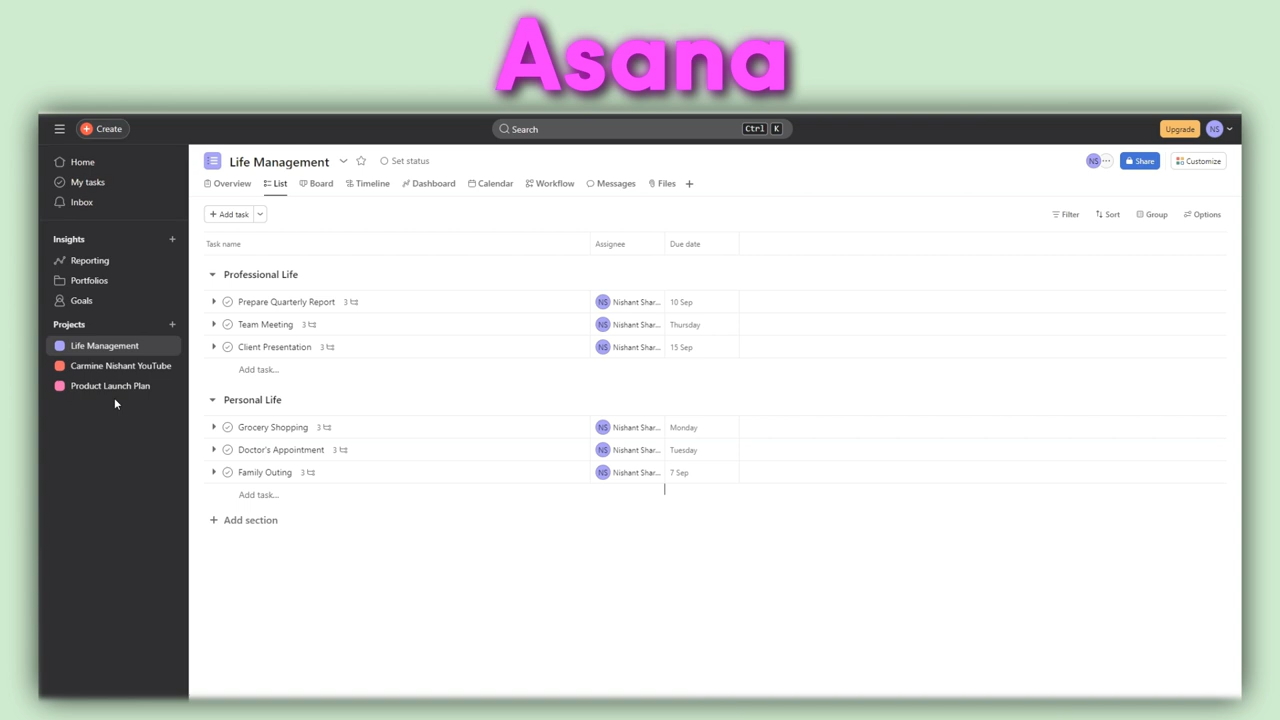 Asana
Create
Search Ctrl K
Upgrade NS
Home
My tasks
Inbox
Insights
Reporting
Portfolios
Goals
Projects
Life Management
Carmine Nishant YouTube
Product Launch Plan
Life Management Set status
NS Share Customize
Overview List Board Timeline Dashboard Calendar Workflow Messages Files
Add task
Filter Sort Group Options
Task name Assignee Due date
Professional Life
Prepare Quarterly Report 3 NS Nishant Shar... 10 Sep
Team Meeting 3 NS Nishant Shar... Thursday
Client Presentation 3 NS Nishant Shar... 15 Sep
Add task...
Personal Life
Grocery Shopping 3 NS Nishant Shar... Monday
Doctor's Appointment 3 NS Nishant Shar... Tuesday
Family Outing 3 NS Nishant Shar... 7 Sep
Add task...
Add section